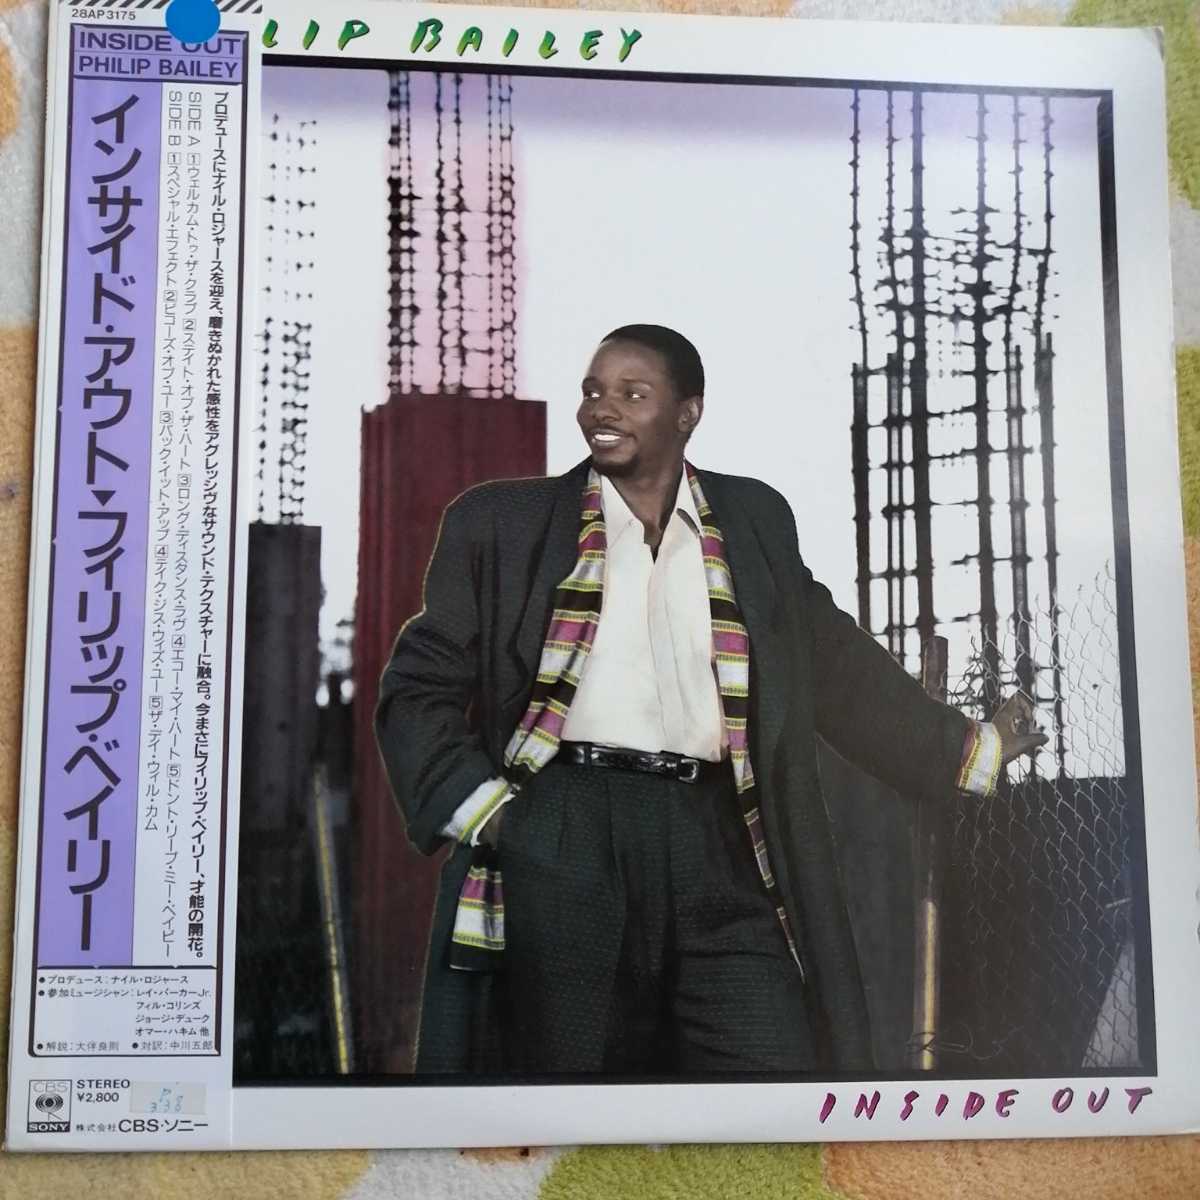 28AP 3175
INSIDE OUT
PHILIP BAILEY
インサイド・アウト・フィリップ・ベイリー
プロデュースにナイル・ロジャースを迎え、磨きぬかれた感性をアグレッシヴなサウンド・テクスチャーに融合。今まさにフィリップ・ベイリー、才能の開花。
SIDE A 1ウェルカム・トゥ・ザ・クラブ 2ステイト・オブ・ザ・ハート 3ロング・ディスタンス・ラヴ 4エコー・マイ・ハート 5ドント・リーブ・ミー・ベイビー
SIDE B 1スペシャル・エフェクト 2ビコーズ・オブ・ユー 3バック・イット・アップ 4テイク・ジス・ウィズ・ユー 5ザ・デイ・ウィル・カム
●プロデュース：ナイル・ロジャース
●参加ミュージシャン：レイ・パーカーJr.
フィル・コリンズ
ジョージ・デューク
オマー・ハキム 他
●解説：大伴良則 ●対訳：中川五郎
CBS
SONY
STEREO
¥2,800
株式会社CBS・ソニー
LIP BAILEY
INSIDE OUT